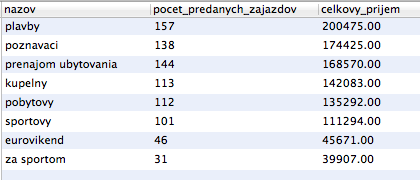 nazov pocet_predanych_zajazdov celkovy_prijem
plavby 157 200475.00
poznavaci 138 174425.00
prenajom ubytovania 144 168570.00
kupelny 113 142083.00
pobytovy 112 135292.00
sportovy 101 111294.00
eurovikend 46 45671.00
za sportom 31 39907.00